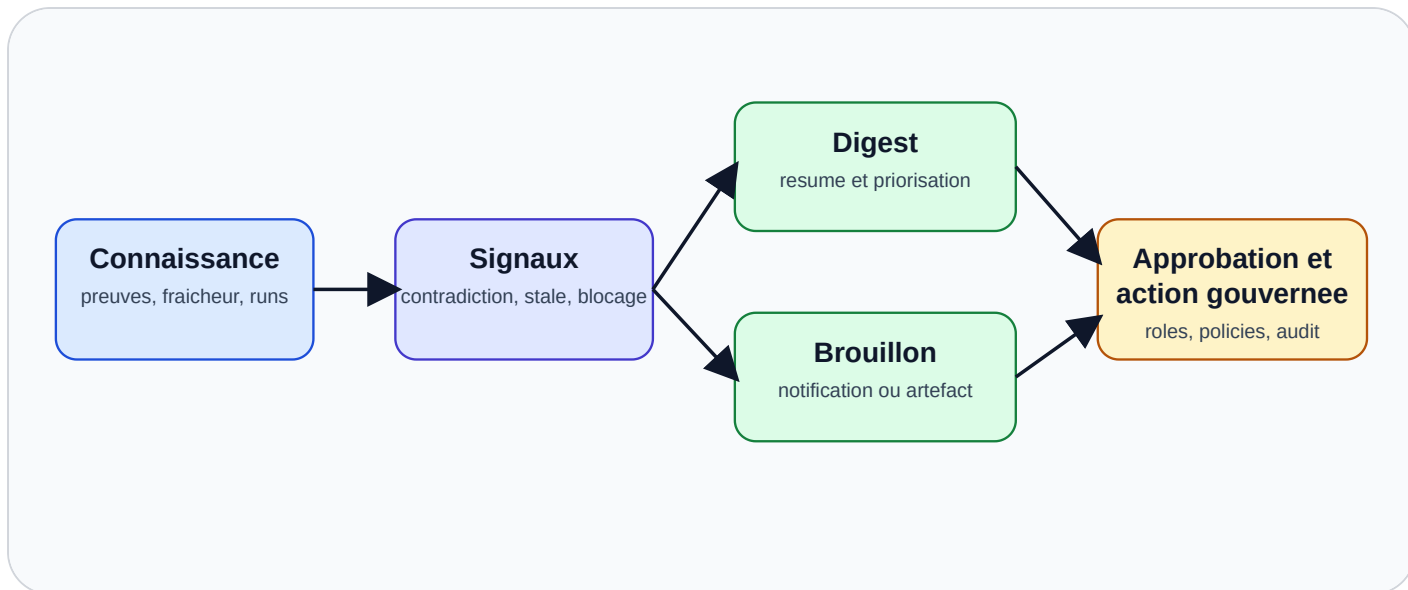 Connaissance
preuves, fraicheur, runs
Signaux
contradiction, stale, blocage
Digest
resume et priorisation
Brouillon
notification ou artefact
Approbation et
action gouvernee
roles, policies, audit